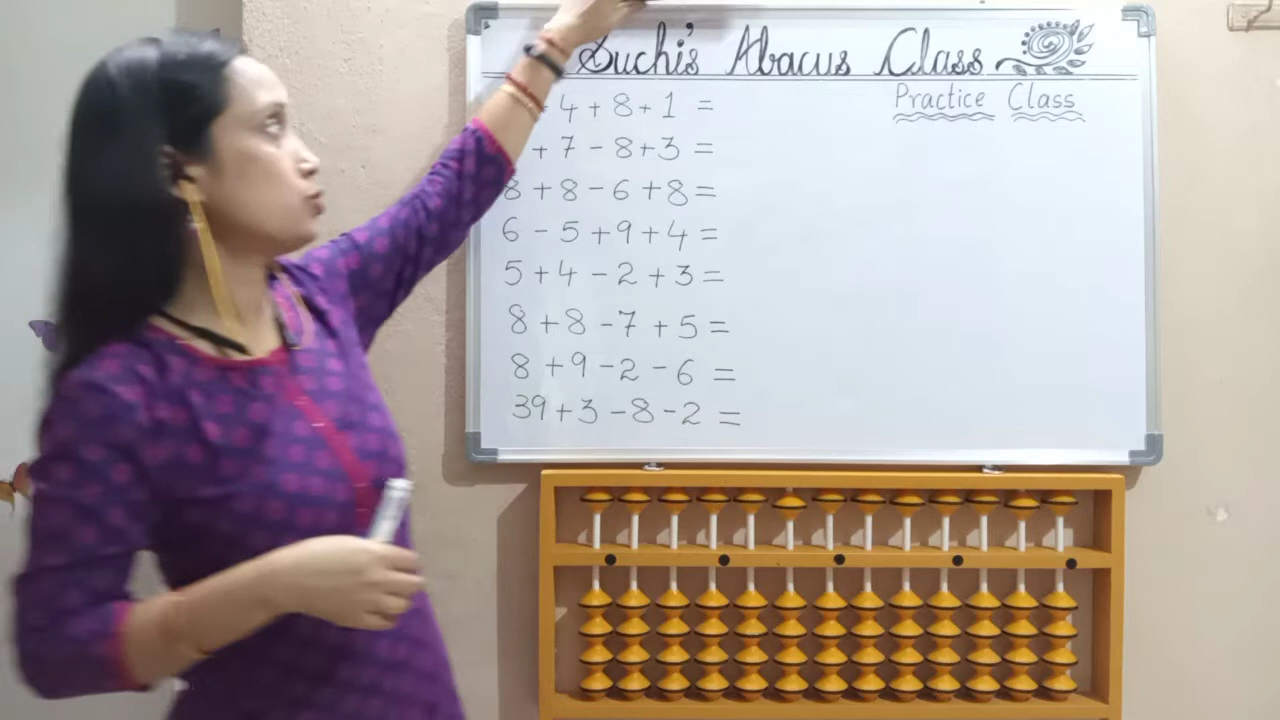 Suchi's Abacus Class
Practice Class
4 + 8 + 1 =
+ 7 - 8 + 3 =
8 + 8 - 6 + 8 =
6 - 5 + 9 + 4 =
5 + 4 - 2 + 3 =
8 + 8 - 7 + 5 =
8 + 9 - 2 - 6 =
39 + 3 - 8 - 2 =